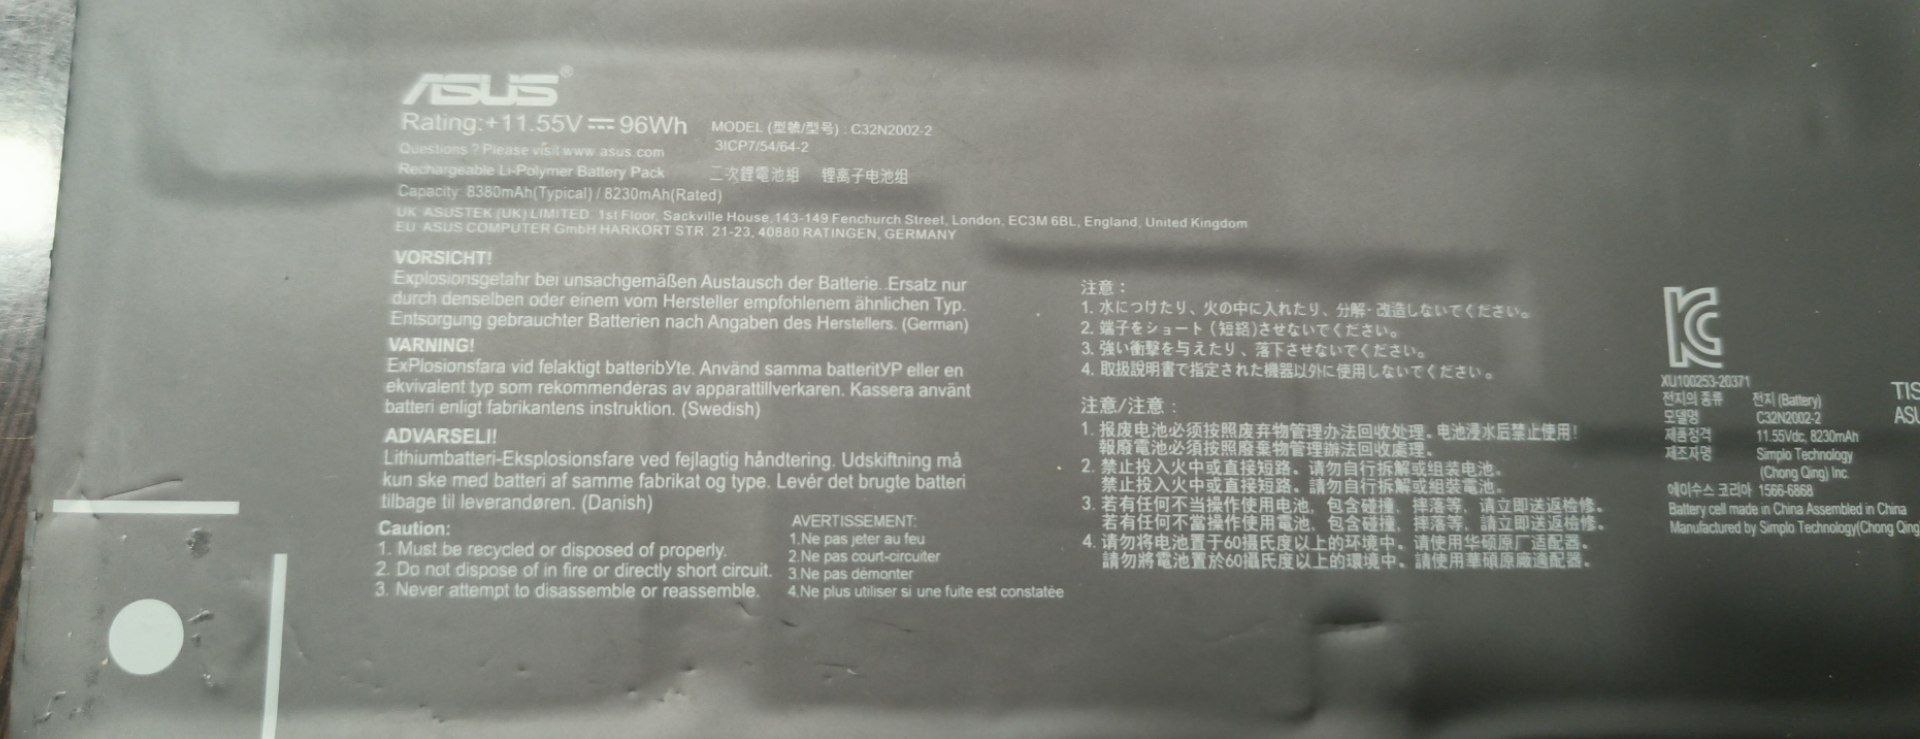 ASUS®
Rating:+11.55V ⎓ 96Wh
Questions ? Please visit www.asus.com
Rechargeable Li-Polymer Battery Pack
Capacity: 8380mAh(Typical) / 8230mAh(Rated)
MODEL (型號/型号) : C32N2002-2
3ICP7/54/64-2
二次鋰電池組 锂离子电池组
UK ASUSTEK (UK) LIMITED. 1st Floor, Sackville House,143-149 Fenchurch Street, London, EC3M 6BL, England, United Kingdom
EU ASUS COMPUTER GmbH HARKORT STR. 21-23, 40880 RATINGEN, GERMANY
VORSICHT!
Explosionsgetahr bei unsachgemäßen Austausch der Batterie. Ersatz nur
durch denselben oder einem vom Hersteller empfohlenem ähnlichen Typ.
Entsorgung gebrauchter Batterien nach Angaben des Herstellers. (German)
VARNING!
ExPlosionsfara vid felaktigt batteribYte. Använd samma batteritYP eller en
ekvivalent typ som rekommenderas av apparattillverkaren. Kassera använt
batteri enligt fabrikantens instruktion. (Swedish)
ADVARSELI!
Lithiumbatteri-Eksplosionsfare ved fejlagtig håndtering. Udskiftning må
kun ske med batteri af samme fabrikat og type. Levér det brugte batteri
tilbage til leverandøren. (Danish)
Caution:
1. Must be recycled or disposed of properly.
2. Do not dispose of in fire or directly short circuit.
3. Never attempt to disassemble or reassemble.
AVERTISSEMENT:
1.Ne pas jeter au feu
2.Ne pas court-circuiter
3.Ne pas démonter
4.Ne plus utiliser si une fuite est constatée
注意：
1. 水につけたり、火の中に入れたり、分解・改造しないでください。
2. 端子をショート（短絡）させないでください。
3. 強い衝撃を与えたり、落下させないでください。
4. 取扱説明書で指定された機器以外に使用しないでください。
注意/注意：
1. 报废电池必须按照废弃物管理办法回收处理。电池浸水后禁止使用！
報廢電池必須按照廢棄物管理辦法回收處理。
2. 禁止投入火中或直接短路。请勿自行拆解或组装电池。
禁止投入火中或直接短路。請勿自行拆解或組裝電池。
3. 若有任何不当操作使用电池，包含碰撞，摔落等，请立即送返检修。
若有任何不當操作使用電池，包含碰撞，摔落等，請立即送返檢修。
4. 请勿将电池置于60攝氏度以上的环境中。请使用华硕原厂适配器。
請勿將電池置於60攝氏度以上的環境中。請使用華碩原廠適配器。
XU100253-20371
전지의 종류 전지 (Battery)
모델명 C32N2002-2
제품정격 11.55Vdc, 8230mAh
제조자명 Simplo Technology
(Chong Qing) Inc.
에이수스 코리아 1566-6868
Battery cell made in China Assembled in China
Manufactured by Simplo Technology(Chong Qing
TIS
ASU